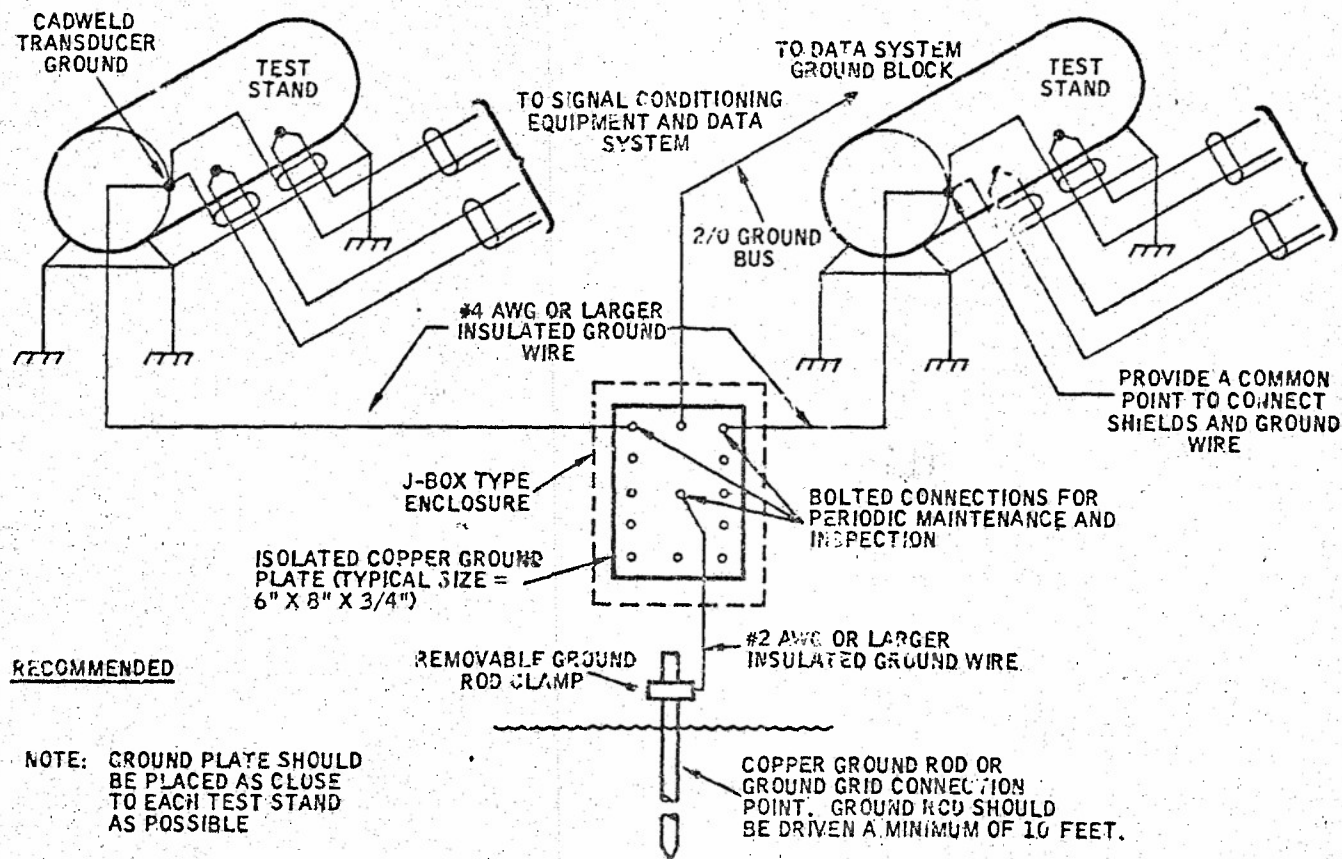 CADWELD
TRANSDUCER
GROUND
TEST
STAND
TO SIGNAL CONDITIONING
EQUIPMENT AND DATA
SYSTEM
TO DATA SYSTEM
GROUND BLOCK
TEST
STAND
2/0 GROUND
BUS
#4 AWG OR LARGER
INSULATED GROUND
WIRE
PROVIDE A COMMON
POINT TO CONNECT
SHIELDS AND GROUND
WIRE
J-BOX TYPE
ENCLOSURE
BOLTED CONNECTIONS FOR
PERIODIC MAINTENANCE AND
INSPECTION
ISOLATED COPPER GROUND
PLATE (TYPICAL SIZE =
6" X 8" X 3/4")
#2 AWG OR LARGER
INSULATED GROUND WIRE
REMOVABLE GROUND
ROD CLAMP
RECOMMENDED
NOTE: GROUND PLATE SHOULD
BE PLACED AS CLOSE
TO EACH TEST STAND
AS POSSIBLE
COPPER GROUND ROD OR
GROUND GRID CONNECTION
POINT. GROUND ROD SHOULD
BE DRIVEN A MINIMUM OF 10 FEET.